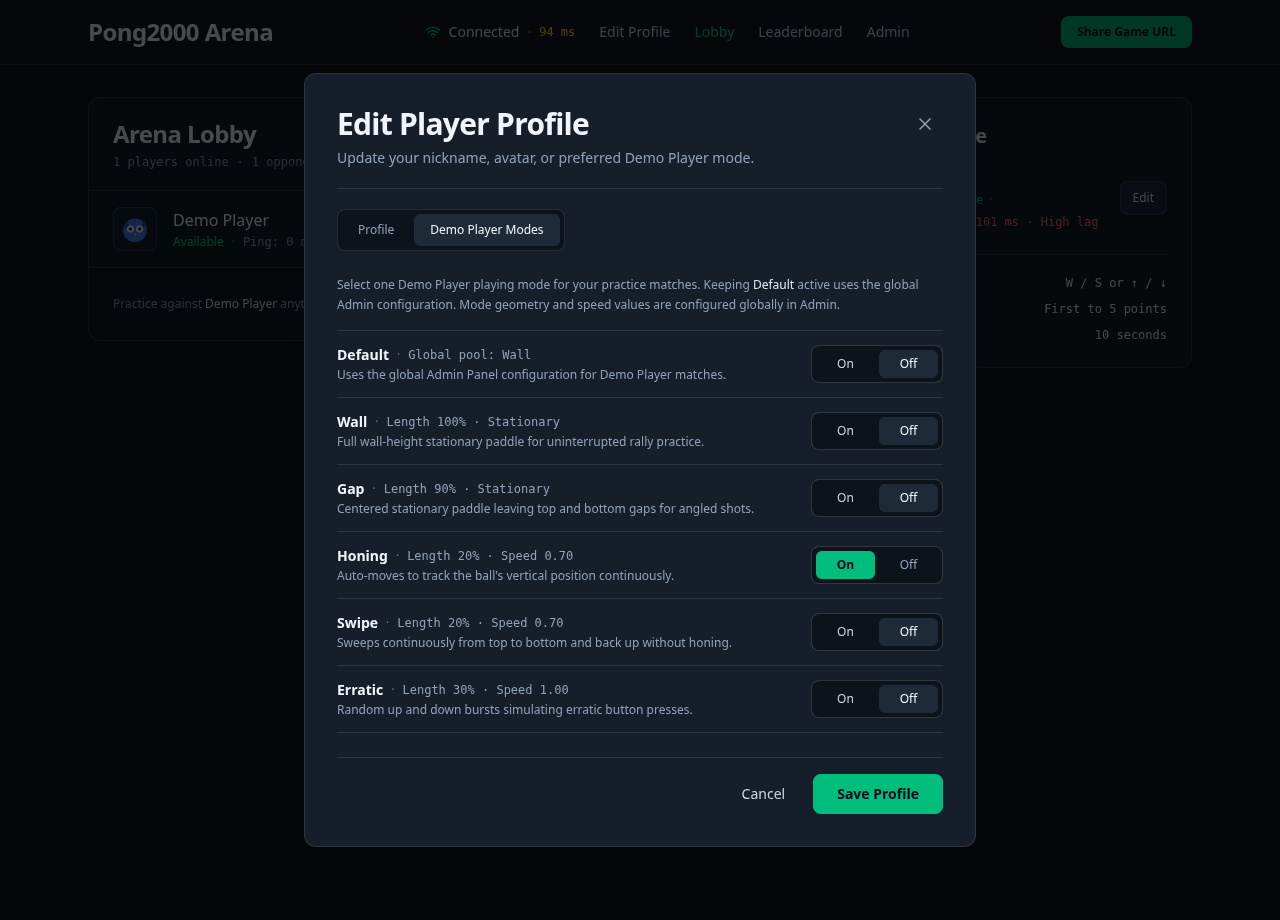 Pong2000 Arena
Connected · 94 ms
Edit Profile
Lobby
Leaderboard
Admin
Share Game URL
Arena Lobby
1 players online · 1
Demo Player
Available · Ping: 0
Practice against Demo Player
Edit
101 ms · High lag
W / S or ↑ / ↓
First to 5 points
10 seconds
Edit Player Profile
Update your nickname, avatar, or preferred Demo Player mode.
Profile
Demo Player Modes
Select one Demo Player playing mode for your practice matches. Keeping Default active uses the global
Admin configuration. Mode geometry and speed values are configured globally in Admin.
Default · Global pool: Wall
Uses the global Admin Panel configuration for Demo Player matches.
On Off
Wall · Length 100% · Stationary
Full wall-height stationary paddle for uninterrupted rally practice.
On Off
Gap · Length 90% · Stationary
Centered stationary paddle leaving top and bottom gaps for angled shots.
On Off
Honing · Length 20% · Speed 0.70
Auto-moves to track the ball's vertical position continuously.
On Off
Swipe · Length 20% · Speed 0.70
Sweeps continuously from top to bottom and back up without honing.
On Off
Erratic · Length 30% · Speed 1.00
Random up and down bursts simulating erratic button presses.
On Off
Cancel
Save Profile